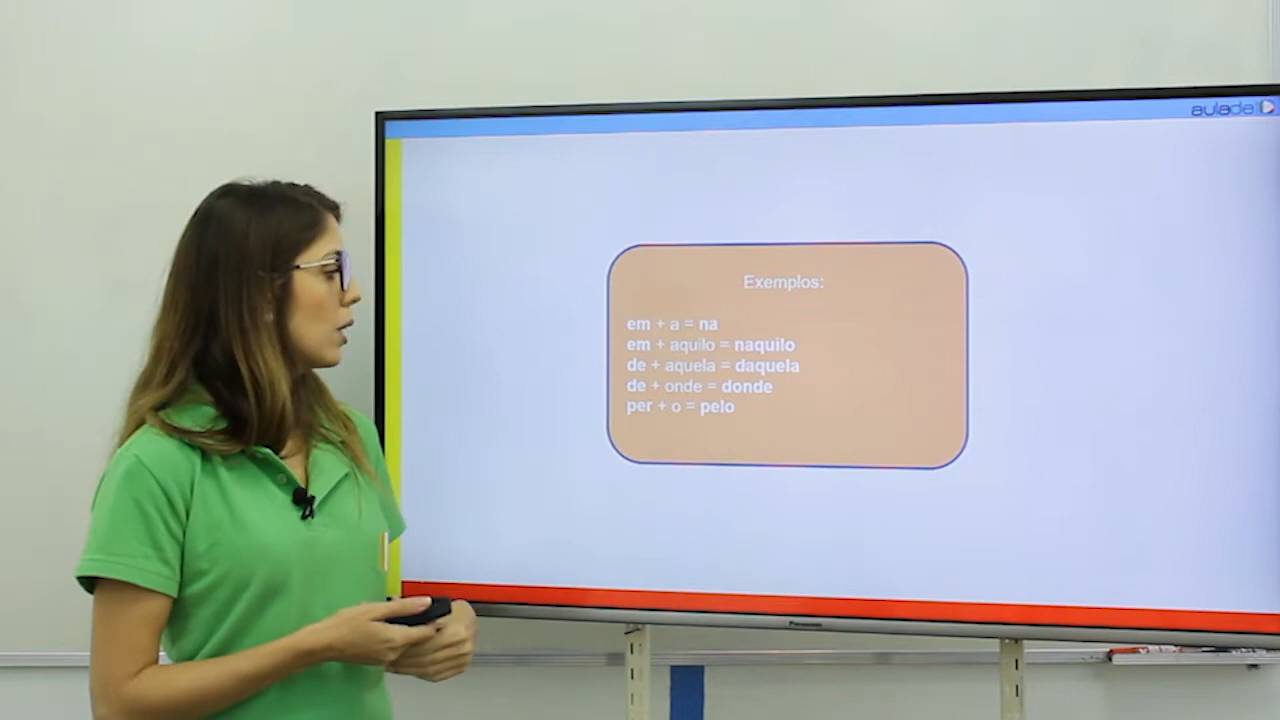 aulade
Exemplos:
em + a = na
em + aquilo = naquilo
de + aquela = daquela
de + onde = donde
per + o = pelo
Panasonic